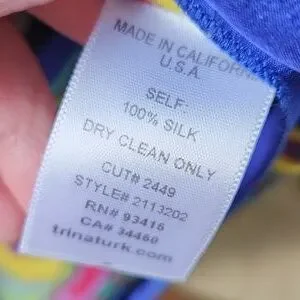 MADE IN CALIFORNIA
U.S.A.
SELF:
100% SILK
DRY CLEAN ONLY
CUT# 2449
STYLE# 2113202
RN# 93416
CA# 34460
trinaturk.com